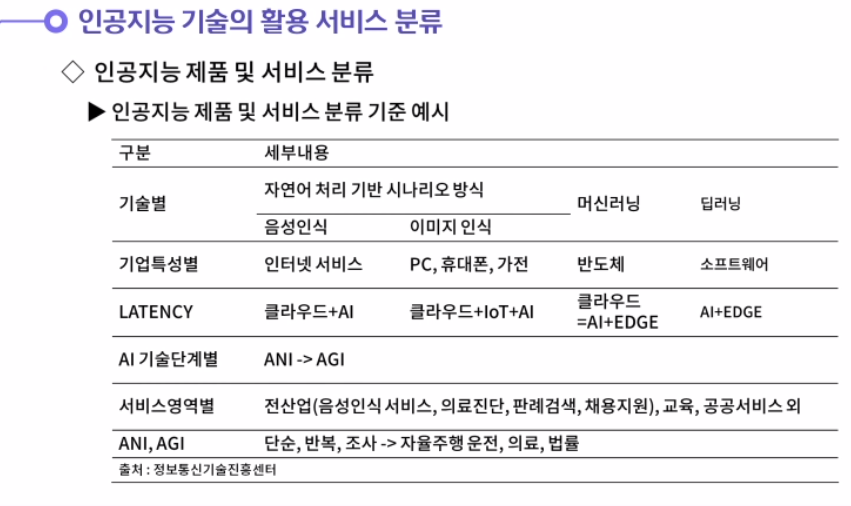 인공지능 기술의 활용 서비스 분류
◇ 인공지능 제품 및 서비스 분류
▶ 인공지능 제품 및 서비스 분류 기준 예시
구분 세부내용
기술별 자연어 처리 기반 시나리오 방식 머신러닝 딥러닝
음성인식 이미지 인식
기업특성별 인터넷 서비스 PC, 휴대폰, 가전 반도체 소프트웨어
LATENCY 클라우드+AI 클라우드+IoT+AI 클라우드 AI+EDGE
=AI+EDGE
AI 기술단계별 ANI -> AGI
서비스영역별 전산업(음성인식 서비스, 의료진단, 판례검색, 채용지원), 교육, 공공서비스 외
ANI, AGI 단순, 반복, 조사 -> 자율주행 운전, 의료, 법률
출처 : 정보통신기술진흥센터